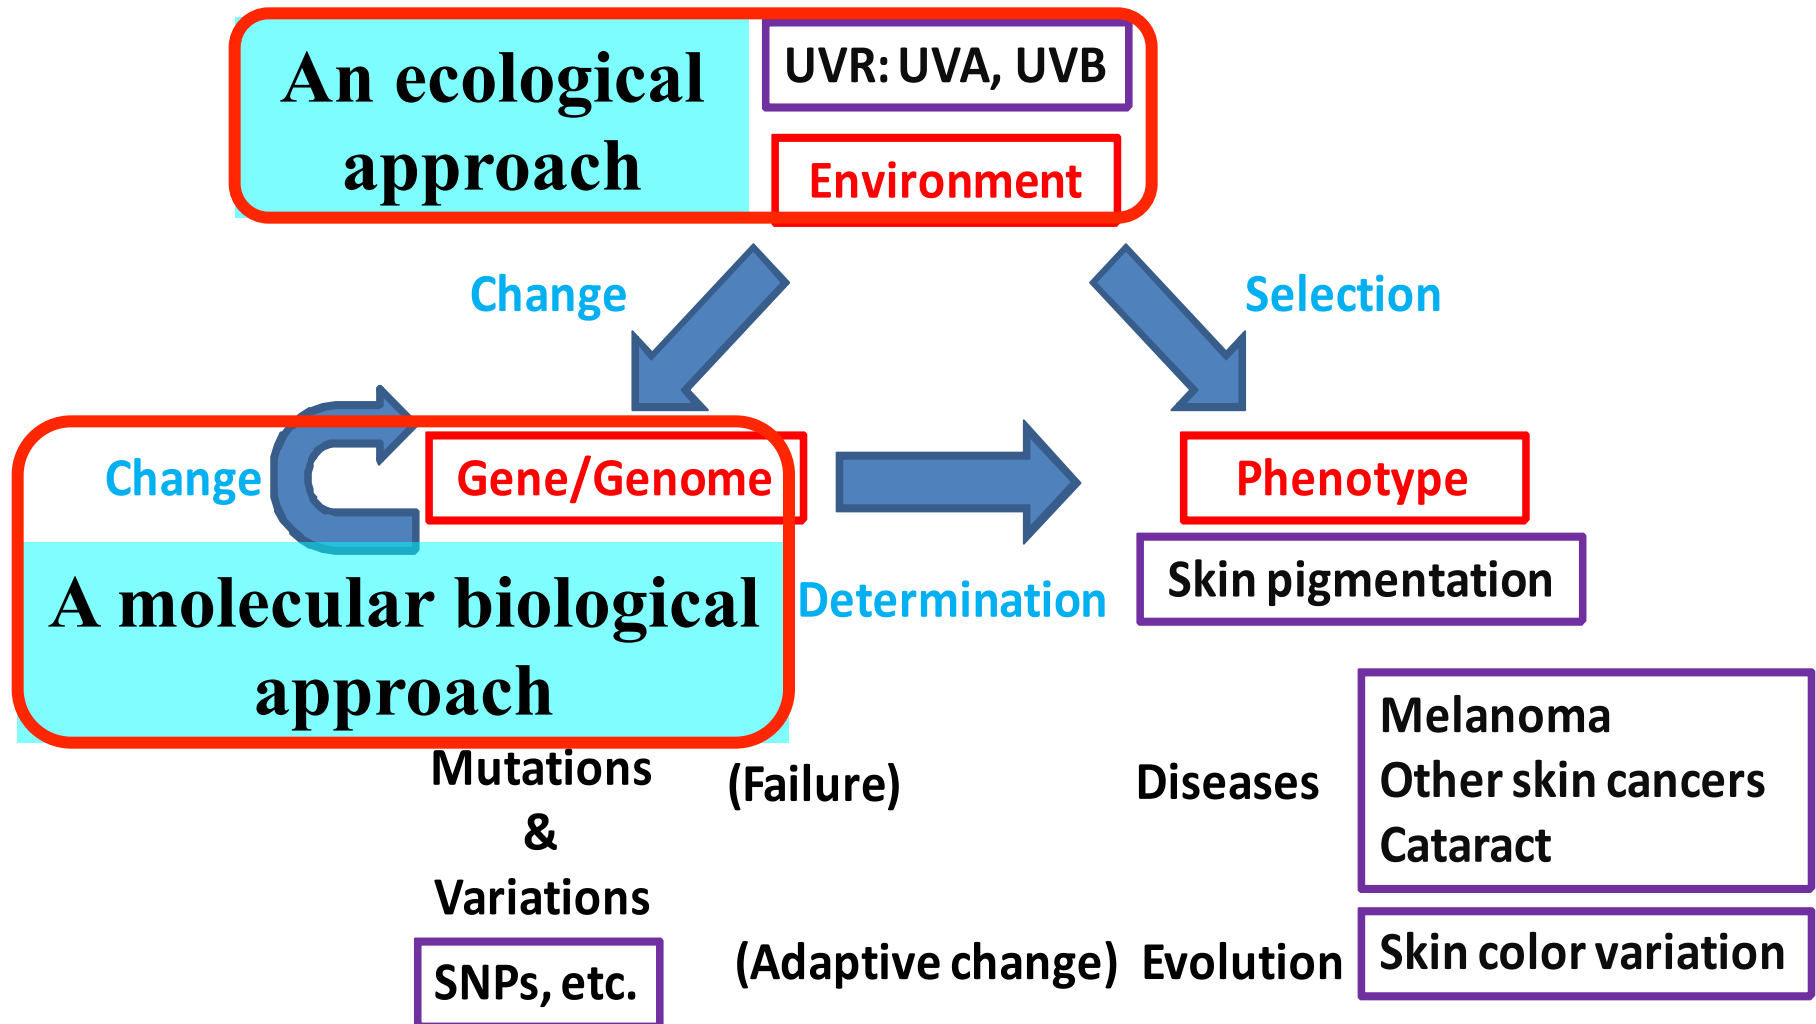 An ecological
approach
UVR: UVA, UVB
Environment
Change
Selection
Change
Gene/Genome
Phenotype
A molecular biological
approach
Determination
Skin pigmentation
Mutations
&
Variations
SNPs, etc.
(Failure)
Diseases
Melanoma
Other skin cancers
Cataract
(Adaptive change)
Evolution
Skin color variation